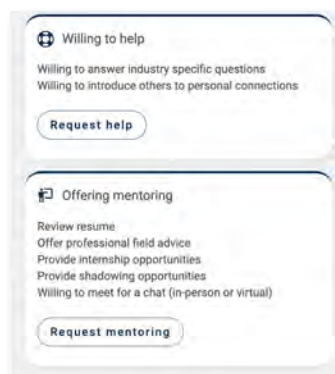 Willing to help
Willing to answer industry specific questions
Willing to introduce others to personal connections
Request help
Offering mentoring
Review resume
Offer professional field advice
Provide internship opportunities
Provide shadowing opportunities
Willing to meet for a chat (in-person or virtual)
Request mentoring